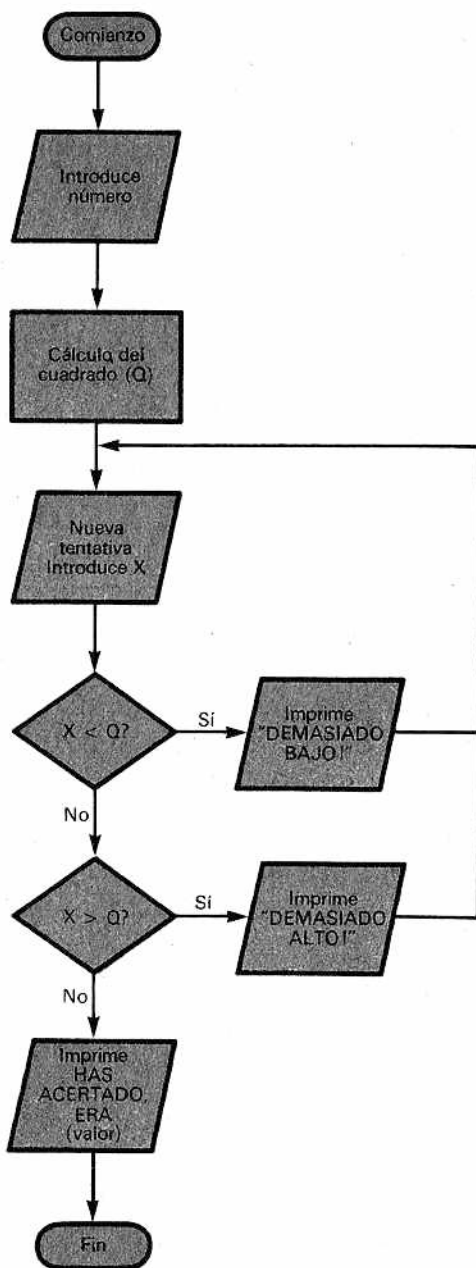 Comienzo
Introduce
número
Cálculo del
cuadrado (Q)
Nueva
tentativa
Introduce X
X < Q?
Sí
Imprime
"DEMASIADO
BAJO!"
No
X > Q?
Sí
Imprime
"DEMASIADO
ALTO!"
No
Imprime
HAS
ACERTADO,
ERA
(valor)
Fin